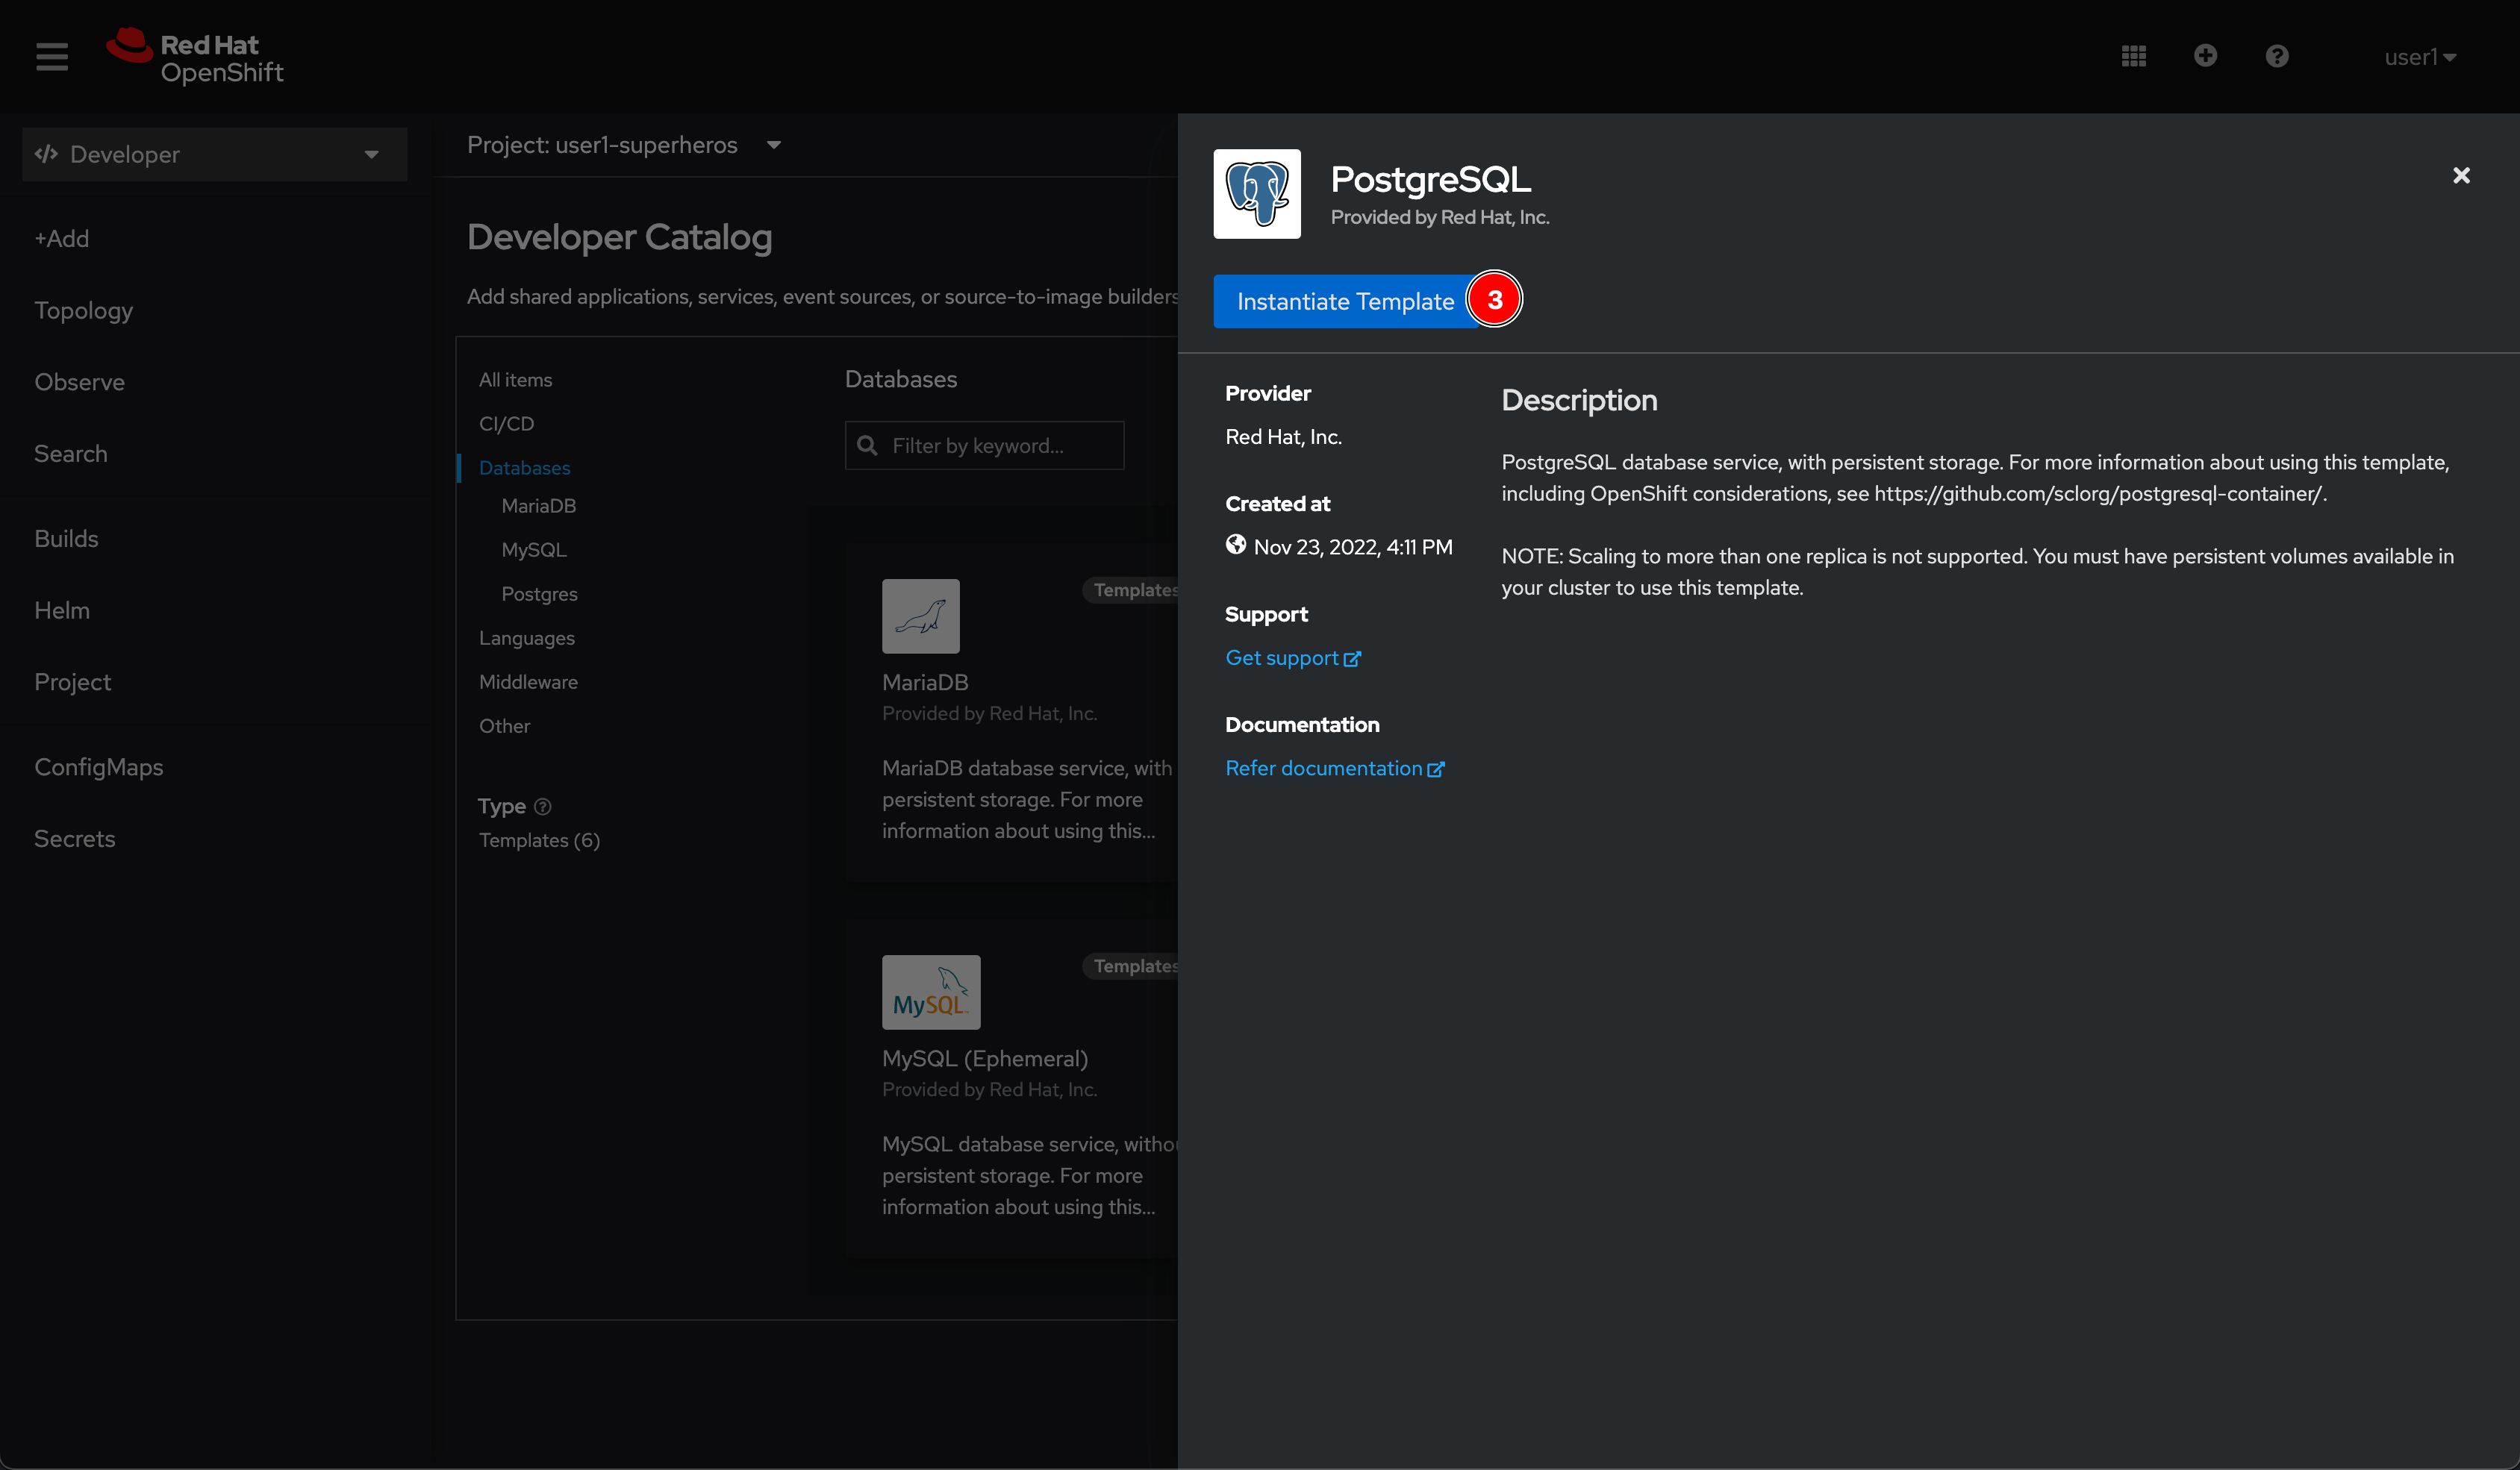 Red Hat
OpenShift
user1
Developer
+Add
Topology
Observe
Search
Builds
Helm
Project
ConfigMaps
Secrets
Project: user1-superheros
Developer Catalog
Add shared applications, services, event sources, or source-to-image builders
All items
CI/CD
Databases
MariaDB
MySQL
Postgres
Languages
Middleware
Other
Type
Templates (6)
Databases
Filter by keyword...
Templates
MariaDB
Provided by Red Hat, Inc.
MariaDB database service, with
persistent storage. For more
information about using this...
Templates
MySQL
MySQL (Ephemeral)
Provided by Red Hat, Inc.
MySQL database service, witho
persistent storage. For more
information about using this...
PostgreSQL
Provided by Red Hat, Inc.
Instantiate Template
3
Provider
Red Hat, Inc.
Created at
Nov 23, 2022, 4:11 PM
Support
Get support
Documentation
Refer documentation
Description
PostgreSQL database service, with persistent storage. For more information about using this template,
including OpenShift considerations, see https://github.com/sclorg/postgresql-container/.
NOTE: Scaling to more than one replica is not supported. You must have persistent volumes available in
your cluster to use this template.